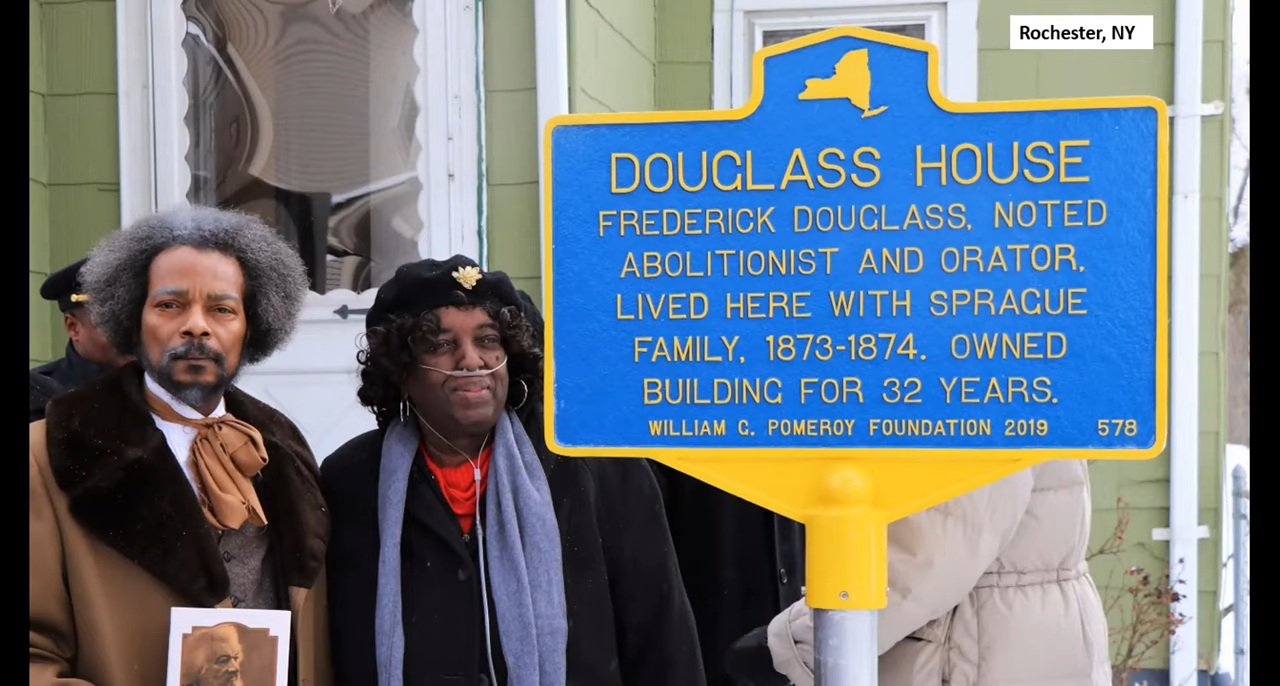 Rochester, NY
DOUGLASS HOUSE
FREDERICK DOUGLASS, NOTED
ABOLITIONIST AND ORATOR,
LIVED HERE WITH SPRAGUE
FAMILY, 1873-1874. OWNED
BUILDING FOR 32 YEARS.
WILLIAM G. POMEROY FOUNDATION 2019 578